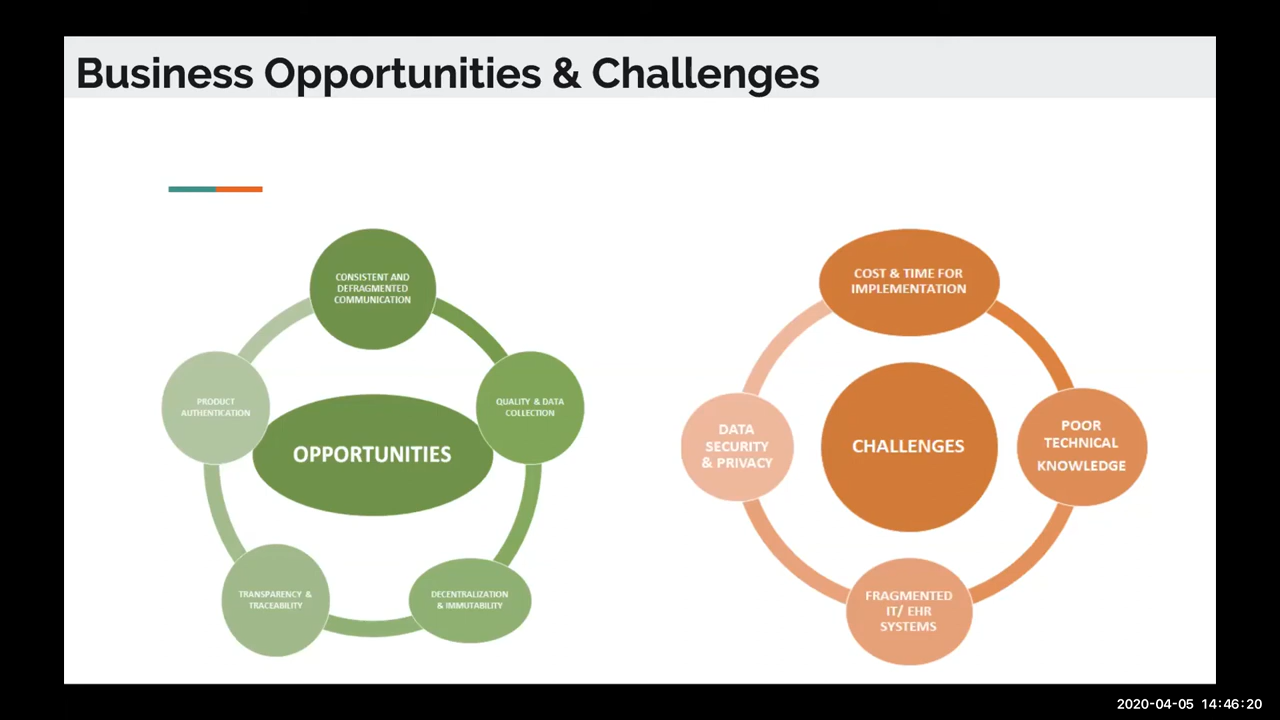 Business Opportunities & Challenges
CONSISTENT AND
DEFRAGMENTED
COMMUNICATION
QUALITY & DATA
COLLECTION
DECENTRALIZATION
& IMMUTABILITY
TRANSPARENCY &
TRACEABILITY
PRODUCT
AUTHENTICATION
OPPORTUNITIES
COST & TIME FOR
IMPLEMENTATION
POOR
TECHNICAL
KNOWLEDGE
FRAGMENTED
IT/ EHR
SYSTEMS
DATA
SECURITY
& PRIVACY
CHALLENGES
2020-04-05 14:46:20